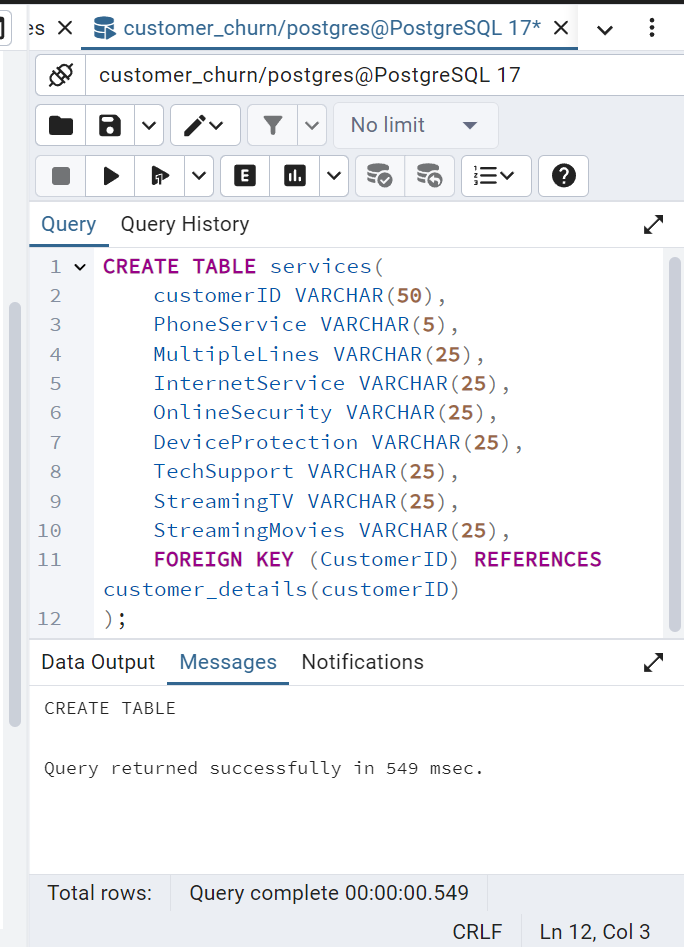 es
customer_churn/postgres@PostgreSQL 17*
customer_churn/postgres@PostgreSQL 17
No limit
E
Query Query History
1 CREATE TABLE services(
2 customerID VARCHAR(50),
3 PhoneService VARCHAR(5),
4 MultipleLines VARCHAR(25),
5 InternetService VARCHAR(25),
6 OnlineSecurity VARCHAR(25),
7 DeviceProtection VARCHAR(25),
8 TechSupport VARCHAR(25),
9 StreamingTV VARCHAR(25),
10 StreamingMovies VARCHAR(25),
11 FOREIGN KEY (CustomerID) REFERENCES
customer_details(customerID)
12 );
Data Output Messages Notifications
CREATE TABLE
Query returned successfully in 549 msec.
Total rows: Query complete 00:00:00.549
CRLF Ln 12, Col 3